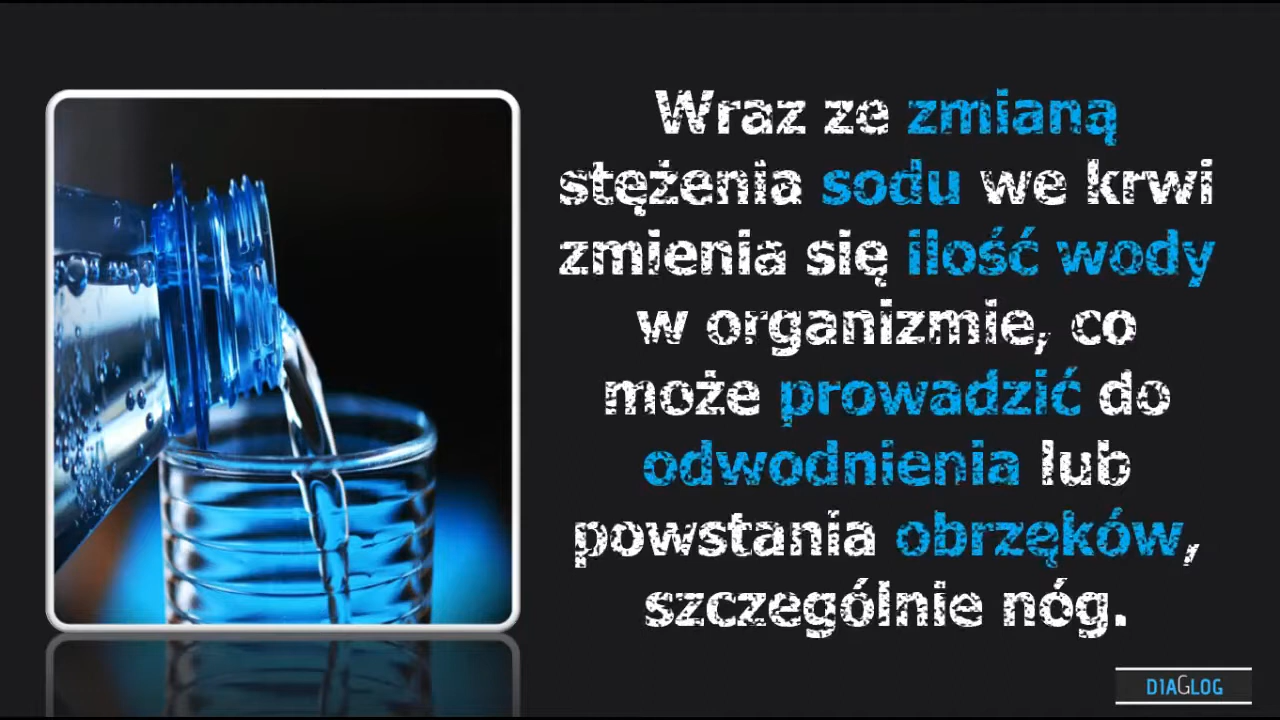 Wraz ze zmianą
stężenia sodu we krwi
zmienia się ilość wody
w organizmie, co
może prowadzić do
odwodnienia lub
powstania obrzęków,
szczególnie nóg.
DIAGLOG